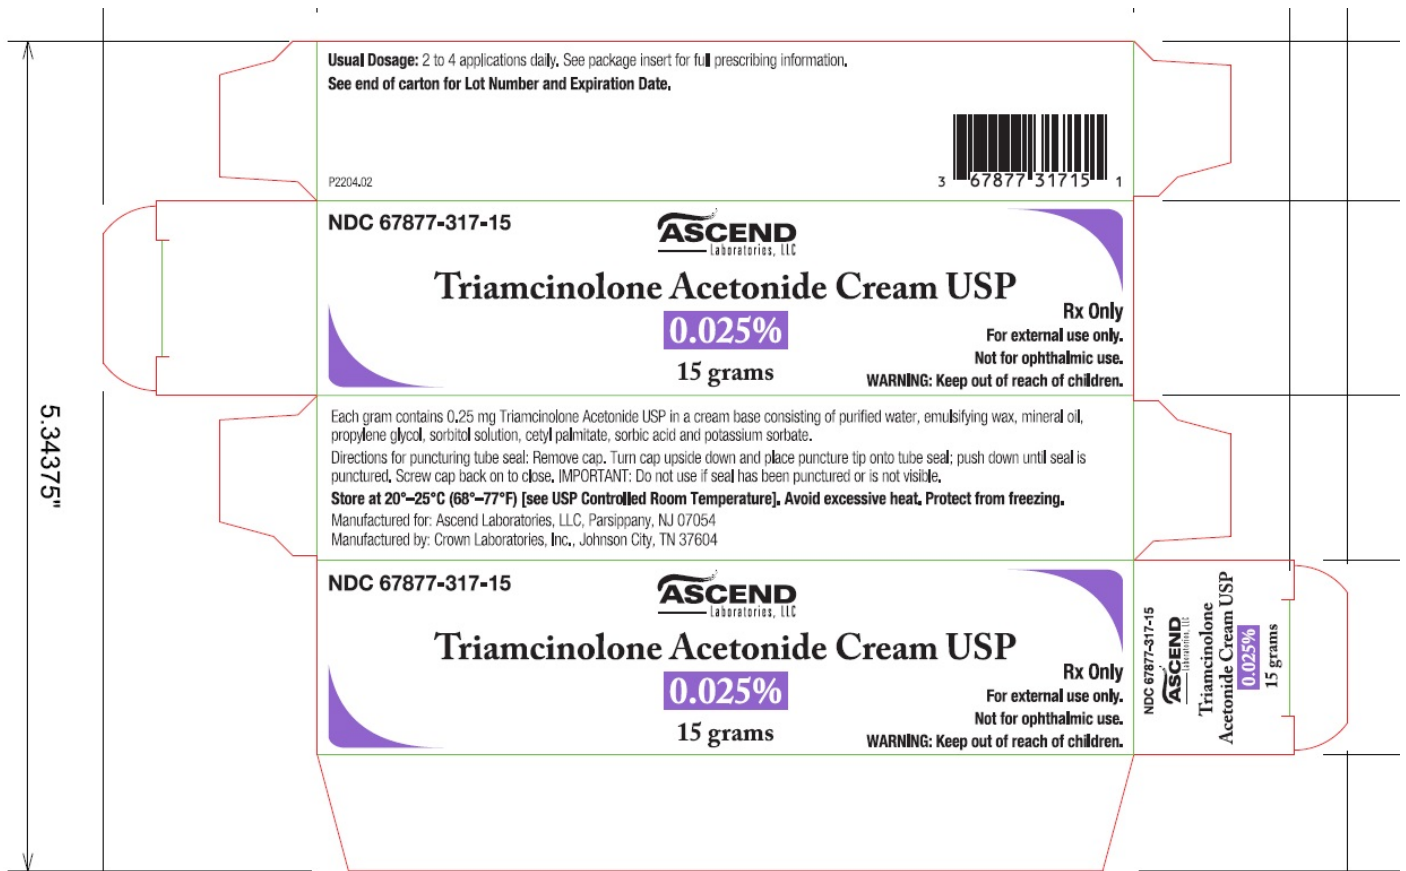 Usual Dosage: 2 to 4 applications daily. See package insert for full prescribing information.
See end of carton for Lot Number and Expiration Date.
P2204.02
3 67877 31715 1
NDC 67877-317-15
ASCEND
Laboratories, LLC
Triamcinolone Acetonide Cream USP
0.025%
15 grams
Rx Only
For external use only.
Not for ophthalmic use.
WARNING: Keep out of reach of children.
Each gram contains 0.25 mg Triamcinolone Acetonide USP in a cream base consisting of purified water, emulsifying wax, mineral oil,
propylene glycol, sorbitol solution, cetyl palmitate, sorbic acid and potassium sorbate.
Directions for puncturing tube seal: Remove cap. Turn cap upside down and place puncture tip onto tube seal; push down until seal is
punctured. Screw cap back on to close. IMPORTANT: Do not use if seal has been punctured or is not visible.
Store at 20°–25°C (68°–77°F) [see USP Controlled Room Temperature]. Avoid excessive heat. Protect from freezing.
Manufactured for: Ascend Laboratories, LLC, Parsippany, NJ 07054
Manufactured by: Crown Laboratories, Inc., Johnson City, TN 37604
NDC 67877-317-15
ASCEND
Laboratories, LLC
Triamcinolone Acetonide Cream USP
0.025%
15 grams
Rx Only
For external use only.
Not for ophthalmic use.
WARNING: Keep out of reach of children.
NDC 67877-317-15
ASCEND
Laboratories, LLC
Triamcinolone
Acetonide Cream USP
0.025%
15 grams
5.34375"